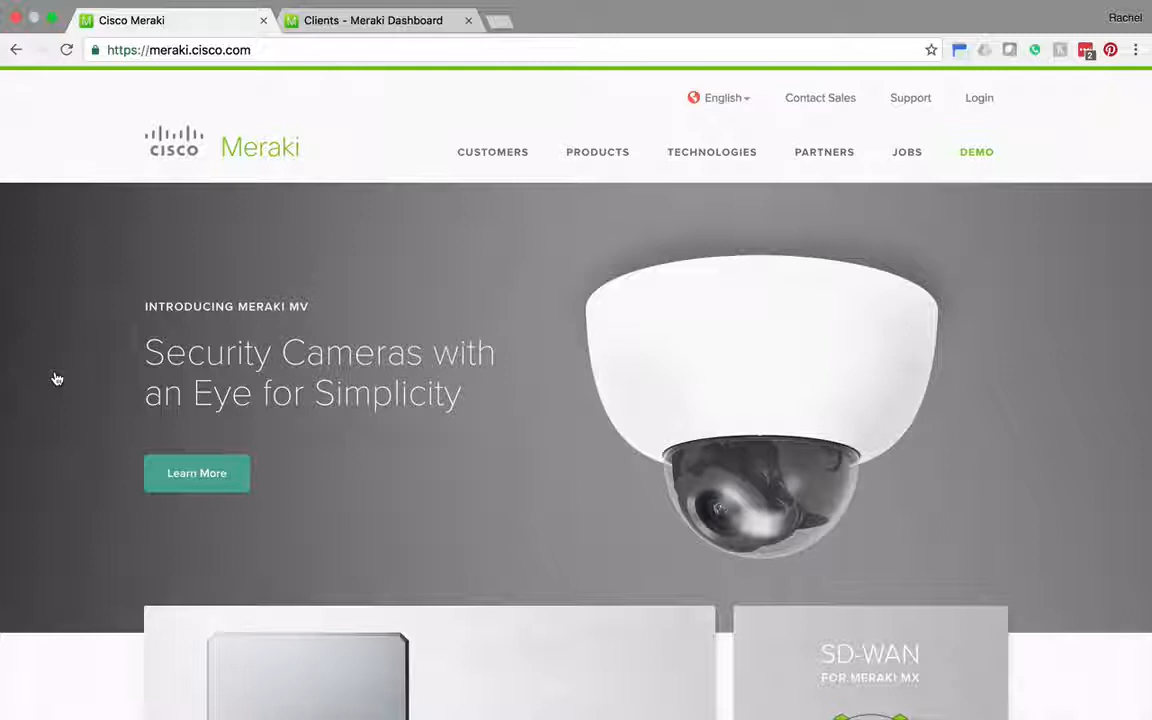 Cisco Meraki
Clients - Meraki Dashboard
Rachel
https://meraki.cisco.com
2
English
Contact Sales
Support
Login
CISCO
Meraki
CUSTOMERS
PRODUCTS
TECHNOLOGIES
PARTNERS
JOBS
DEMO
INTRODUCING MERAKI MV
Security Cameras with
an Eye for Simplicity
Learn More
SD-WAN
FOR MERAKI MX